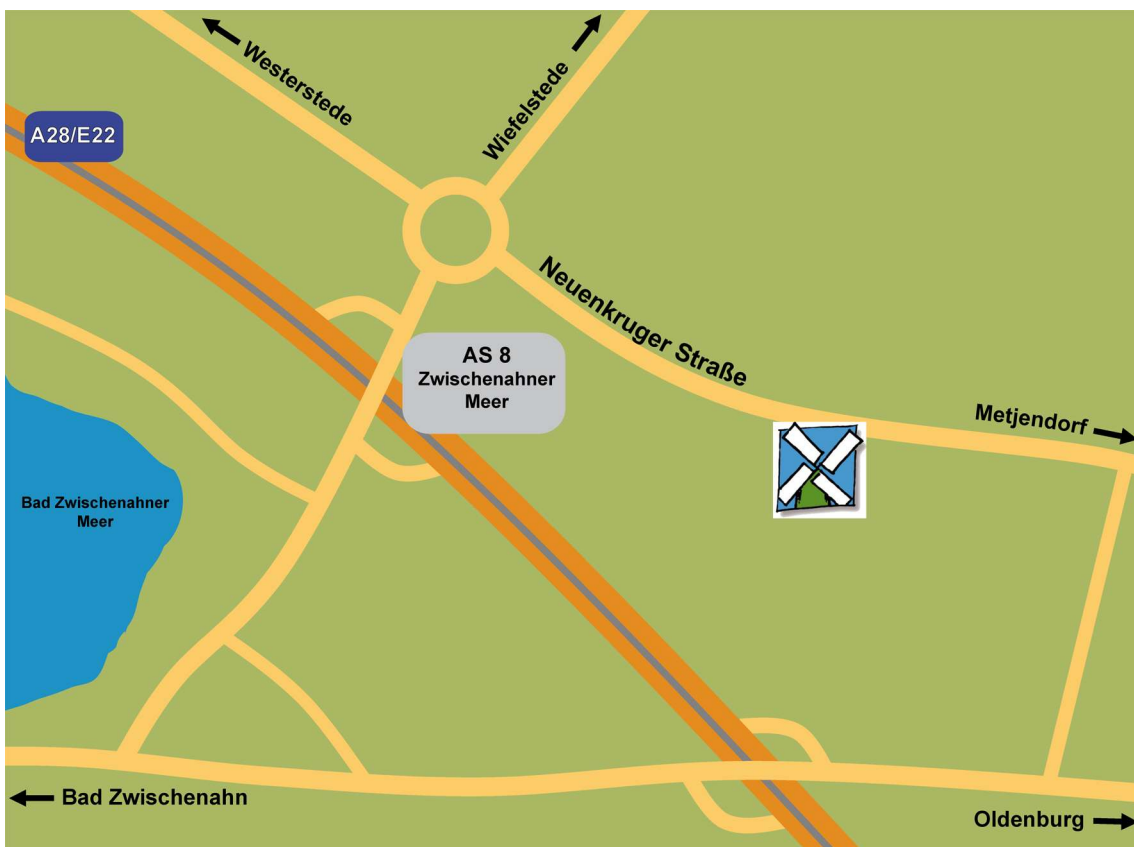 Westerstede
Wiefelstede
A28/E22
Neuenkruger Straße
AS 8
Zwischenahner
Meer
Metjendorf
Bad Zwischenahner
Meer
Bad Zwischenahn
Oldenburg